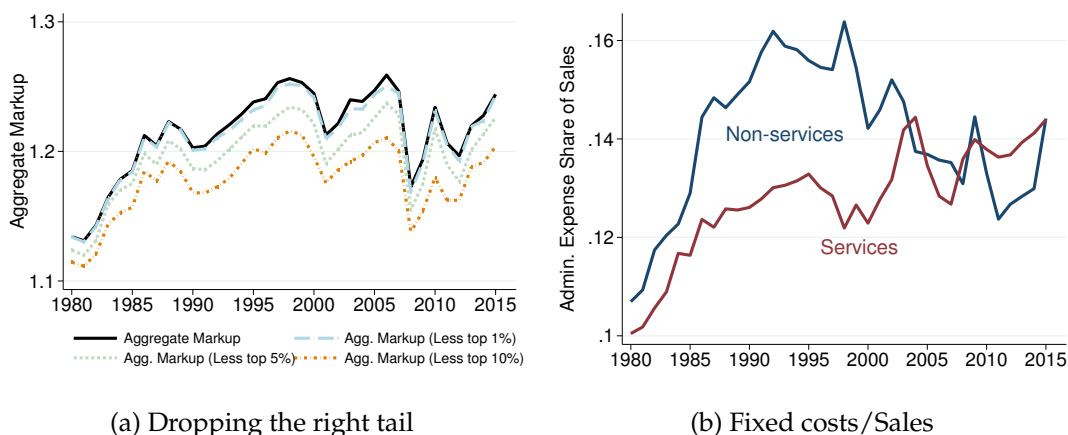 Aggregate Markup
1.3
1.2
1.1
1980 1985 1990 1995 2000 2005 2010 2015
Aggregate Markup
Agg. Markup (Less top 1%)
Agg. Markup (Less top 5%)
Agg. Markup (Less top 10%)
(a) Dropping the right tail
Admin. Expense Share of Sales
.16
.14
.12
.1
Non-services
Services
1980 1985 1990 1995 2000 2005 2010 2015
(b) Fixed costs/Sales